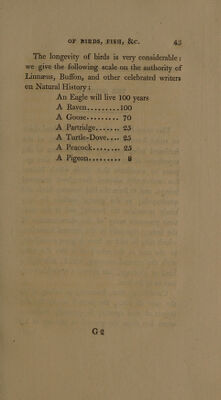 OF BIRDS, FISH, &C. 43
The longevity of birds is very considerable:
we give the following scale on the authority of
Linnæus, Buffon, and other celebrated writers
on Natural History:
An Eagle will live 100 years
A Raven.........100
A Goose......... 70
A Partridge....... 25
A Turtle-Dove.... 25
A Peacock........ 25
A Pigeon......... 8
G 2